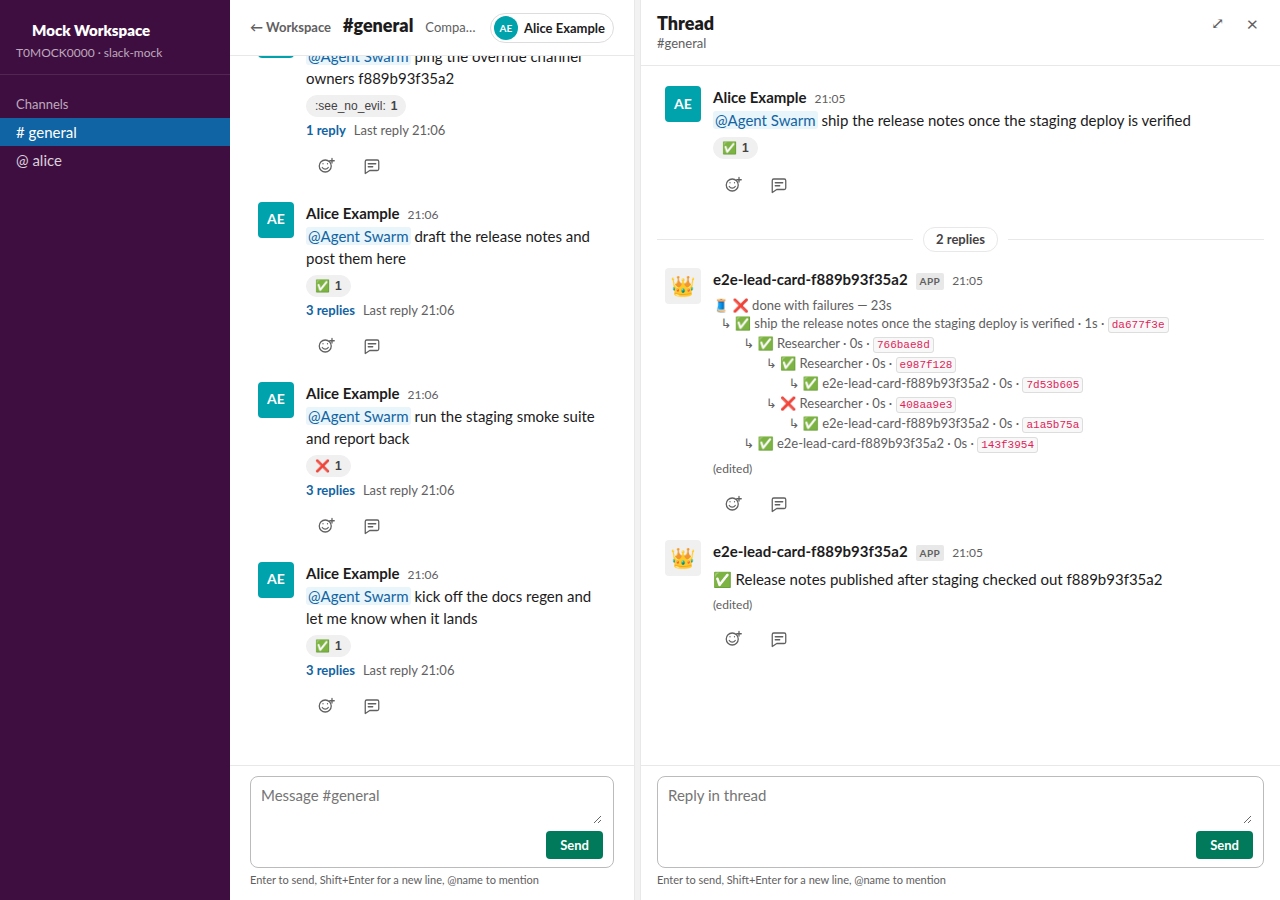 Mock Workspace
T0MOCK0000 · slack-mock
Channels
# general
@ alice
← Workspace #general Compa... AE Alice Example
@Agent Swarm ping the override channel
owners f889b93f35a2
:see_no_evil: 1
1 reply Last reply 21:06
AE Alice Example 21:06
@Agent Swarm draft the release notes and
post them here
✅ 1
3 replies Last reply 21:06
AE Alice Example 21:06
@Agent Swarm run the staging smoke suite
and report back
❌ 1
3 replies Last reply 21:06
AE Alice Example 21:06
@Agent Swarm kick off the docs regen and
let me know when it lands
✅ 1
3 replies Last reply 21:06
Message #general
Send
Enter to send, Shift+Enter for a new line, @name to mention
Thread
#general
AE Alice Example 21:05
@Agent Swarm ship the release notes once the staging deploy is verified
✅ 1
2 replies
e2e-lead-card-f889b93f35a2 APP 21:05
🧵 ❌ done with failures — 23s
↳ ✅ ship the release notes once the staging deploy is verified · 1s · da677f3e
↳ ✅ Researcher · 0s · 766bae8d
↳ ✅ Researcher · 0s · e987f128
↳ ✅ e2e-lead-card-f889b93f35a2 · 0s · 7d53b605
↳ ❌ Researcher · 0s · 408aa9e3
↳ ✅ e2e-lead-card-f889b93f35a2 · 0s · a1a5b75a
↳ ✅ e2e-lead-card-f889b93f35a2 · 0s · 143f3954
(edited)
e2e-lead-card-f889b93f35a2 APP 21:05
✅ Release notes published after staging checked out f889b93f35a2
(edited)
Reply in thread
Send
Enter to send, Shift+Enter for a new line, @name to mention